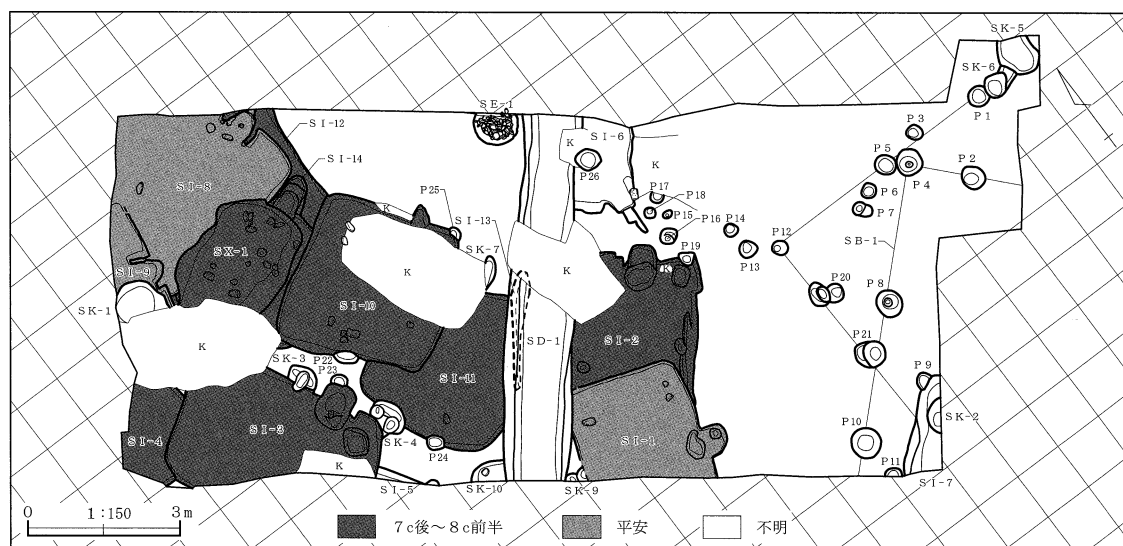 SK-5
SK-6
P1
SE-1
P3
SI-12
K
SI-6
K
P5
P4
P2
SI-14
P26
SI-8
P25
P17
P18
P6
P7
SI-13
K
P15
P16
P14
SB-1
P12
SX-1
SK-7
P13
P19
SI-9
K
K
K
P20
P8
SK-1
SI-10
SD-1
SI-2
K
P21
SK-3
P22
P23
P9
SI-11
SK-2
SI-4
SI-3
SK-4
SI-1
P10
P24
K
P11
SI-5
SK-10
SK-9
SI-7
0 1:150 3m
7c後～8c前半
平安
不明